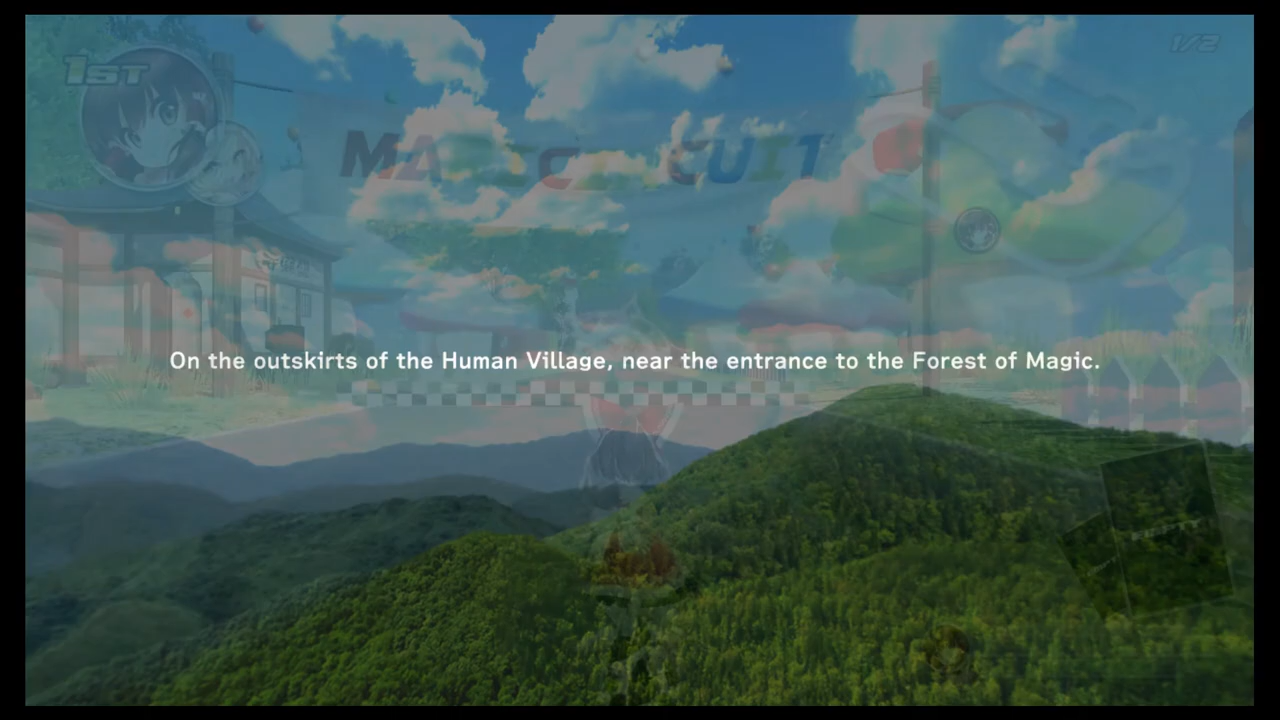 1ST
1/2
On the outskirts of the Human Village, near the entrance to the Forest of Magic.